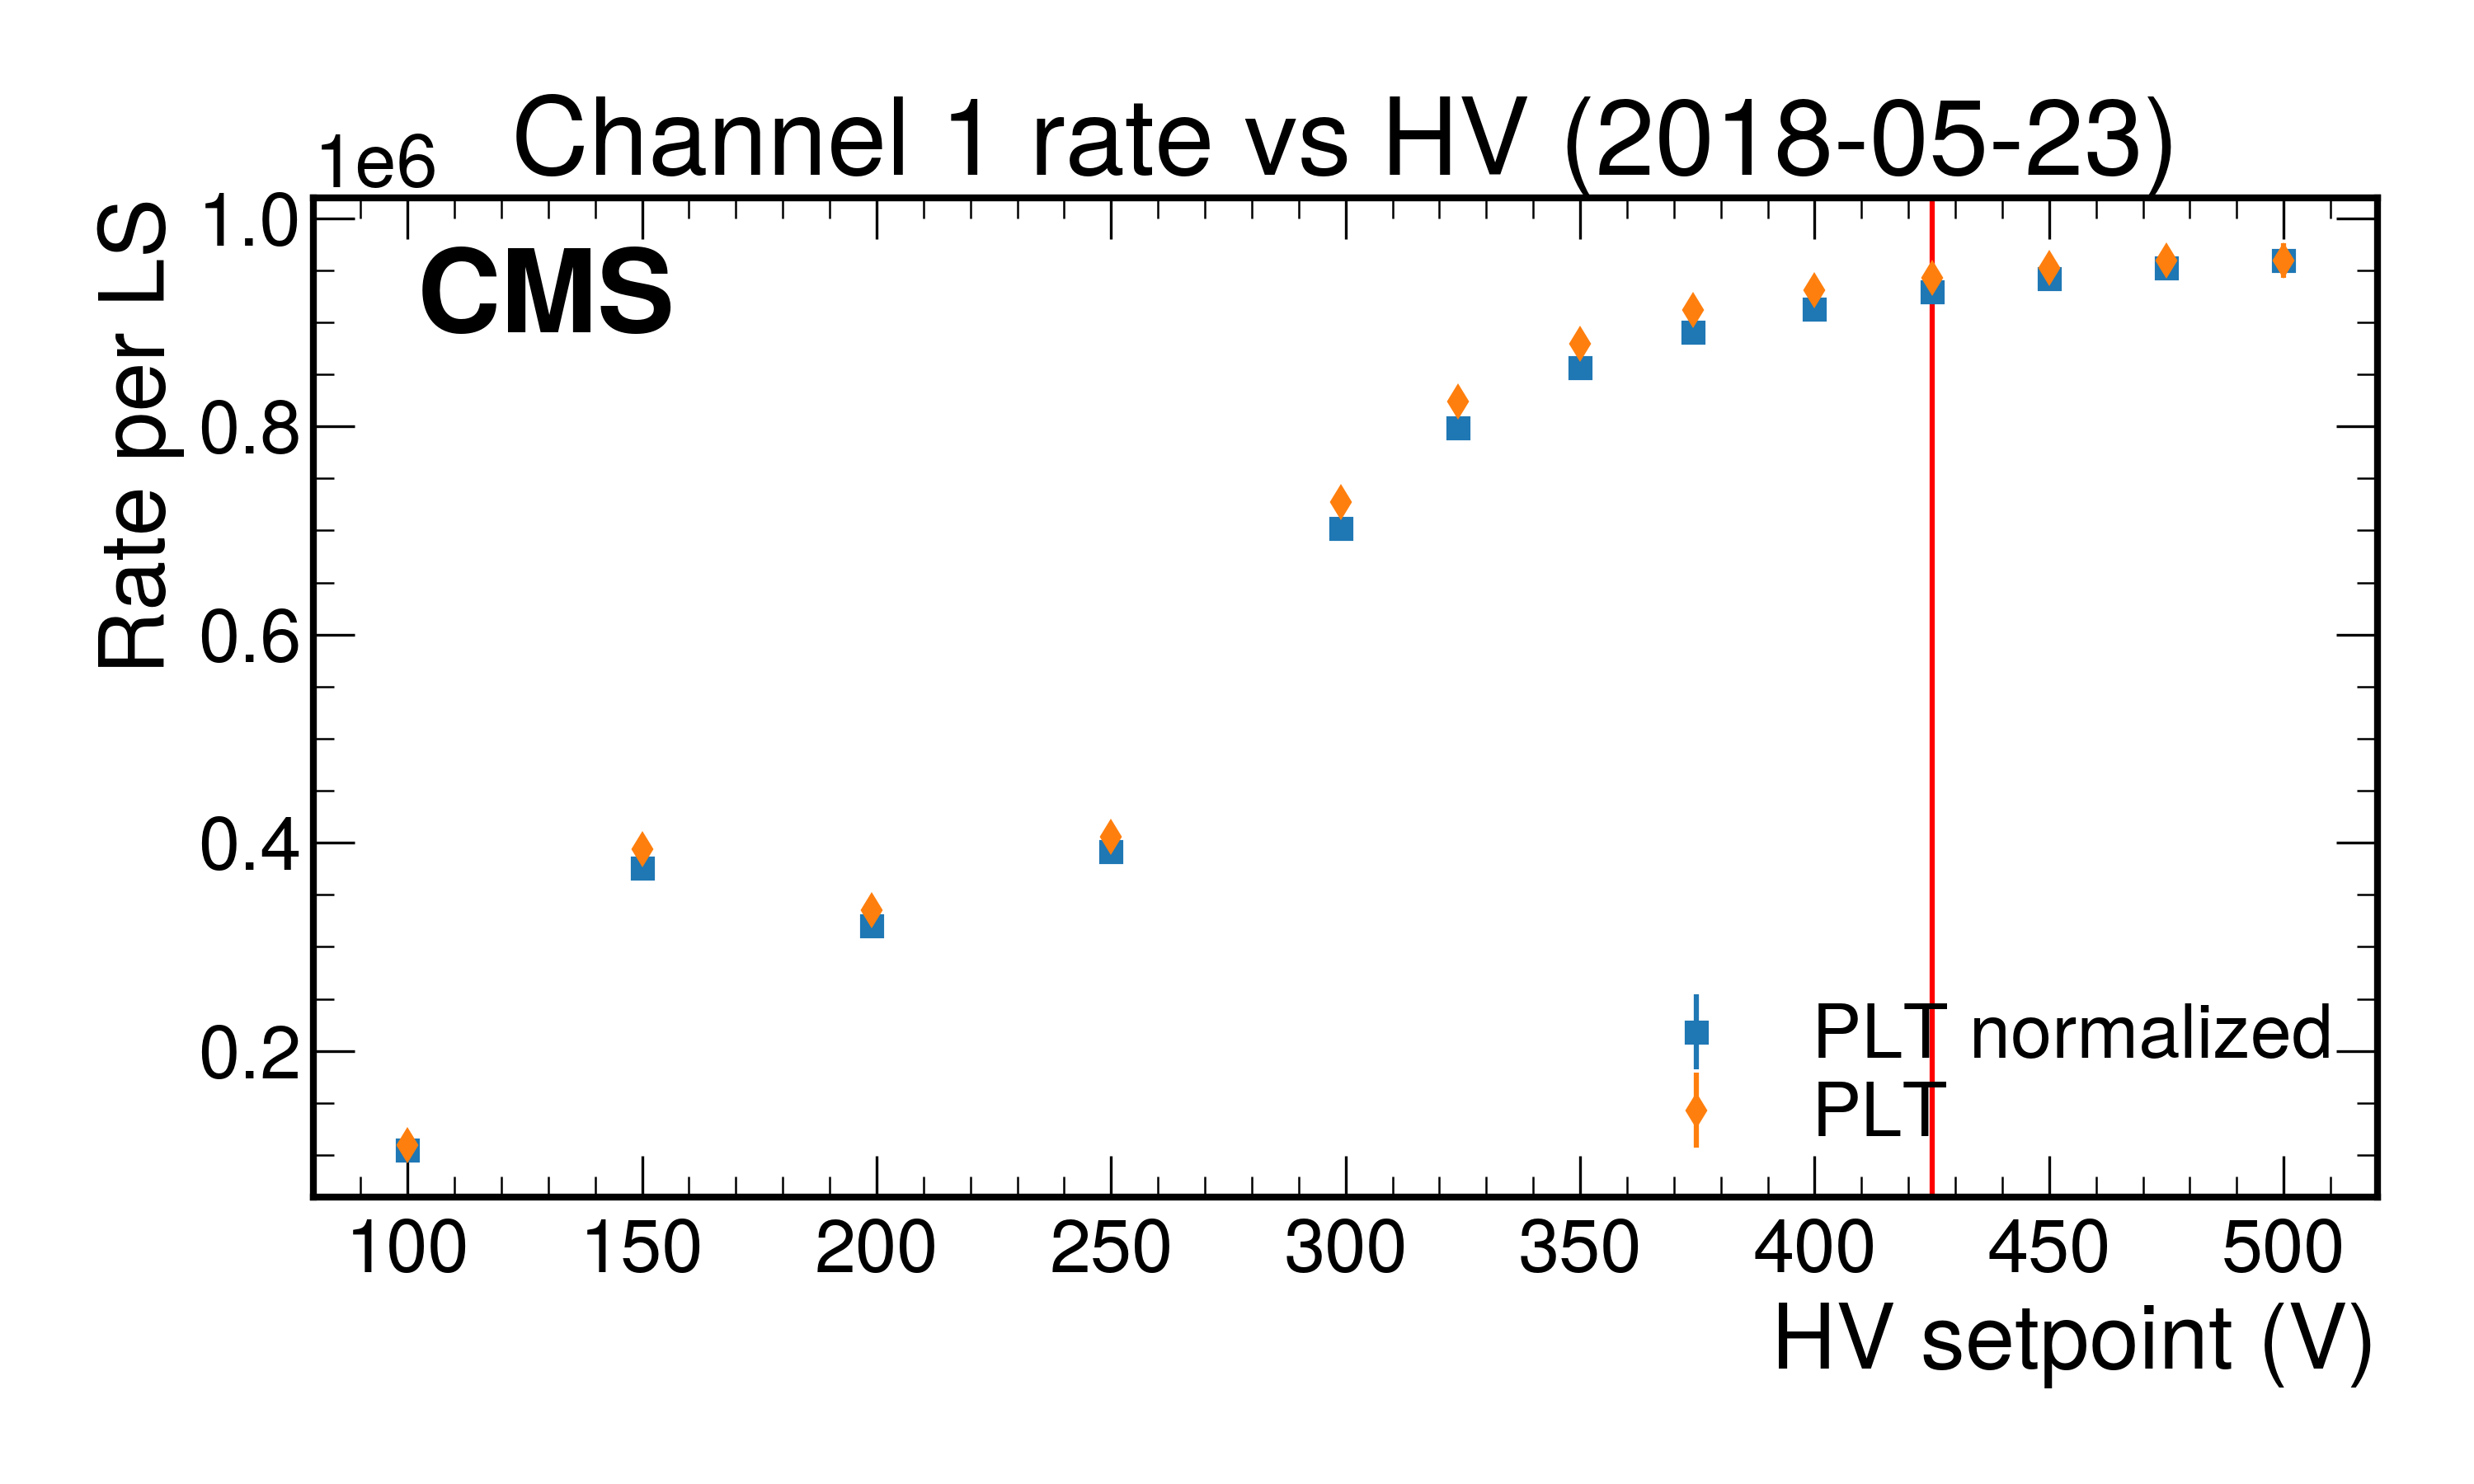 Channel 1 rate vs HV (2018-05-23)
1e6
CMS
Rate per LS
1.0
0.8
0.6
0.4
0.2
PLT normalized
PLT
100 150 200 250 300 350 400 450 500
HV setpoint (V)